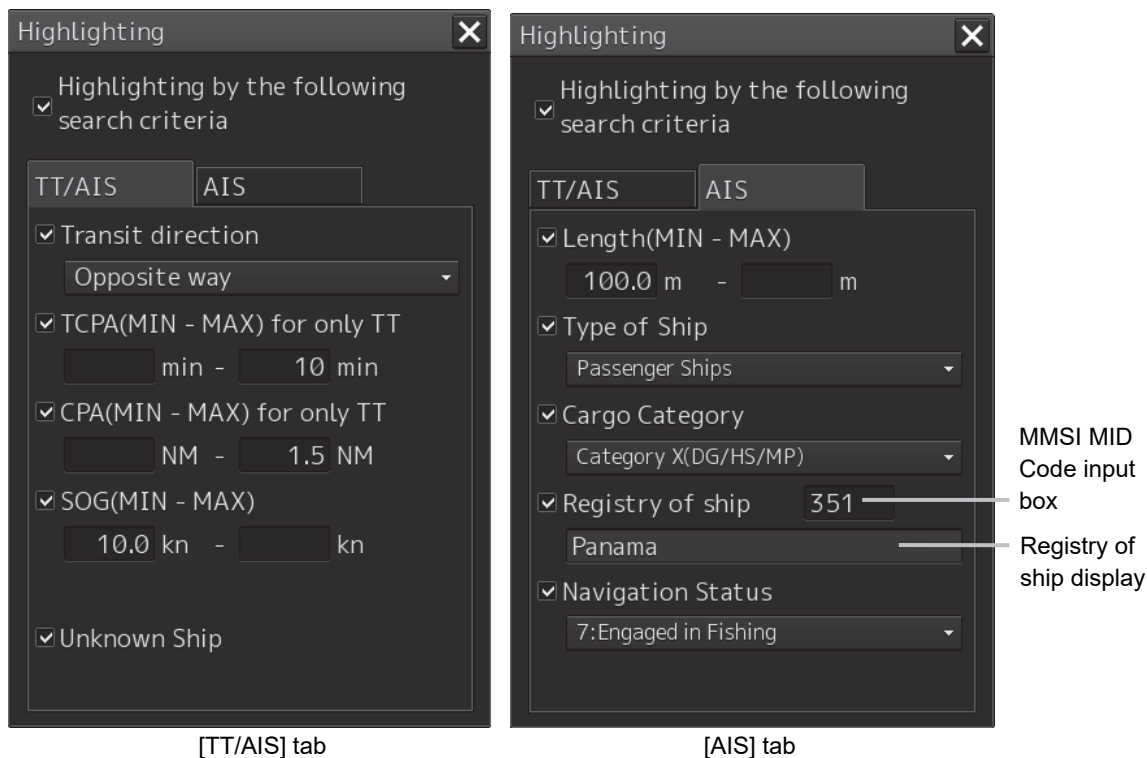 Highlighting
Highlighting by the following
search criteria
TT/AIS AIS
Transit direction
Opposite way
TCPA(MIN - MAX) for only TT
min - 10 min
CPA(MIN - MAX) for only TT
NM - 1.5 NM
SOG(MIN - MAX)
10.0 kn - kn
Unknown Ship
[TT/AIS] tab
Highlighting
Highlighting by the following
search criteria
TT/AIS AIS
Length(MIN - MAX)
100.0 m - m
Type of Ship
Passenger Ships
Cargo Category
Category X(DG/HS/MP)
Registry of ship 351
Panama
Navigation Status
7:Engaged in Fishing
[AIS] tab
MMSI MID
Code input
box
Registry of
ship display